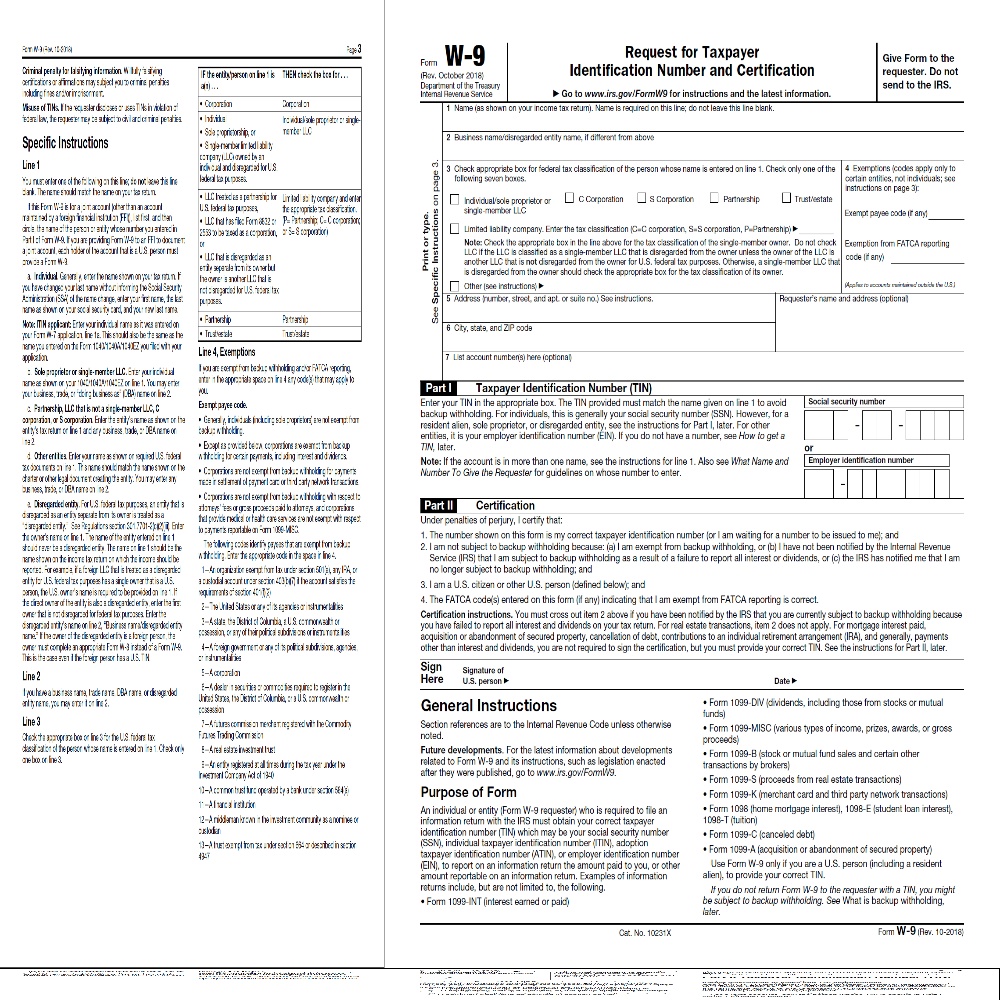 Form W-9 (Rev. 10-2018)
Page 3
Criminal penalty for falsifying information. Willfully falsifying
certifications or affirmations may subject you to criminal penalties
including fines and/or imprisonment.
Misuse of TINs. If the requester discloses or uses TINs in violation of
federal law, the requester may be subject to civil and criminal penalties.
Specific Instructions
Line 1
You must enter one of the following on this line; do not leave this line
blank. The name should match the name on your tax return.
If this Form W-9 is for a joint account (other than an account
maintained by a foreign financial institution (FFI)), list first, and then
circle, the name of the person or entity whose number you entered in
Part I of Form W-9. If you are providing Form W-9 to an FFI to document
a joint account, each holder of the account that is a U.S. person must
provide a Form W-9.
a. Individual. Generally, enter the name shown on your tax return. If
you have changed your last name without informing the Social Security
Administration (SSA) of the name change, enter your first name, the last
name as shown on your social security card, and your new last name.
Note: ITIN applicant: Enter your individual name as it was entered on
your Form W-7 application, line 1a. This should also be the same as the
name you entered on the Form 1040/1040A/1040EZ you filed with your
application.
b. Sole proprietor or single-member LLC. Enter your individual
name as shown on your 1040/1040A/1040EZ on line 1. You may enter
your business, trade, or "doing business as" (DBA) name on line 2.
c. Partnership, LLC that is not a single-member LLC, C
corporation, or S corporation. Enter the entity's name as shown on the
entity's tax return on line 1 and any business, trade, or DBA name on
line 2.
d. Other entities. Enter your name as shown on required U.S. federal
tax documents on line 1. This name should match the name shown on the
charter or other legal document creating the entity. You may enter any
business, trade, or DBA name on line 2.
e. Disregarded entity. For U.S. federal tax purposes, an entity that is
disregarded as an entity separate from its owner is treated as a
"disregarded entity." See Regulations section 301.7701-2(c)(2)(iii). Enter
the owner's name on line 1. The name of the entity entered on line 1
should never be a disregarded entity. The name on line 1 should be the
name shown on the income tax return on which the income should be
reported. For example, if a foreign LLC that is treated as a disregarded
entity for U.S. federal tax purposes has a single owner that is a U.S.
person, the U.S. owner's name is required to be provided on line 1. If
the direct owner of the entity is also a disregarded entity, enter the first
owner that is not disregarded for federal tax purposes. Enter the
disregarded entity's name on line 2, "Business name/disregarded entity
name." If the owner of the disregarded entity is a foreign person, the
owner must complete an appropriate Form W-8 instead of a Form W-9.
This is the case even if the foreign person has a U.S. TIN.
Line 2
If you have a business name, trade name, DBA name, or disregarded
entity name, you may enter it on line 2.
Line 3
Check the appropriate box on line 3 for the U.S. federal tax
classification of the person whose name is entered on line 1. Check only
one box on line 3.
IF the entity/person on line 1 is
a(n) . . .
THEN check the box for . . .
• Corporation
Corporation
• Individual
• Sole proprietorship, or
• Single-member limited liability
company (LLC) owned by an
individual and disregarded for U.S.
federal tax purposes.
Individual/sole proprietor or single-
member LLC
• LLC treated as a partnership for
U.S. federal tax purposes,
• LLC that has filed Form 8832 or
2553 to be taxed as a corporation,
or
• LLC that is disregarded as an
entity separate from its owner but
the owner is another LLC that is
not disregarded for U.S. federal tax
purposes.
Limited liability company and enter
the appropriate tax classification.
(P= Partnership; C= C corporation;
or S= S corporation)
• Partnership
Partnership
• Trust/estate
Trust/estate
Line 4, Exemptions
If you are exempt from backup withholding and/or FATCA reporting,
enter in the appropriate space on line 4 any code(s) that may apply to
you.
Exempt payee code.
• Generally, individuals (including sole proprietors) are not exempt from
backup withholding.
• Except as provided below, corporations are exempt from backup
withholding for certain payments, including interest and dividends.
• Corporations are not exempt from backup withholding for payments
made in settlement of payment card or third party network transactions.
• Corporations are not exempt from backup withholding with respect to
attorneys' fees or gross proceeds paid to attorneys, and corporations
that provide medical or health care services are not exempt with respect
to payments reportable on Form 1099-MISC.
The following codes identify payees that are exempt from backup
withholding. Enter the appropriate code in the space in line 4.
1—An organization exempt from tax under section 501(a), any IRA, or
a custodial account under section 403(b)(7) if the account satisfies the
requirements of section 401(f)(2)
2—The United States or any of its agencies or instrumentalities
3—A state, the District of Columbia, a U.S. commonwealth or
possession, or any of their political subdivisions or instrumentalities
4—A foreign government or any of its political subdivisions, agencies,
or instrumentalities
5—A corporation
6—A dealer in securities or commodities required to register in the
United States, the District of Columbia, or a U.S. commonwealth or
possession
7—A futures commission merchant registered with the Commodity
Futures Trading Commission
8—A real estate investment trust
9—An entity registered at all times during the tax year under the
Investment Company Act of 1940
10—A common trust fund operated by a bank under section 584(a)
11—A financial institution
12—A middleman known in the investment community as a nominee or
custodian
13—A trust exempt from tax under section 664 or described in section
4947
Form W-9
(Rev. October 2018)
Department of the Treasury
Internal Revenue Service
Request for Taxpayer
Identification Number and Certification
▶ Go to www.irs.gov/FormW9 for instructions and the latest information.
Give Form to the
requester. Do not
send to the IRS.
Print or type.
See Specific Instructions on page 3.
1 Name (as shown on your income tax return). Name is required on this line; do not leave this line blank.
2 Business name/disregarded entity name, if different from above
3 Check appropriate box for federal tax classification of the person whose name is entered on line 1. Check only one of the
following seven boxes.
Individual/sole proprietor or
single-member LLC
C Corporation
S Corporation
Partnership
Trust/estate
Limited liability company. Enter the tax classification (C=C corporation, S=S corporation, P=Partnership) ▶
Note: Check the appropriate box in the line above for the tax classification of the single-member owner. Do not check
LLC if the LLC is classified as a single-member LLC that is disregarded from the owner unless the owner of the LLC is
another LLC that is not disregarded from the owner for U.S. federal tax purposes. Otherwise, a single-member LLC that
is disregarded from the owner should check the appropriate box for the tax classification of its owner.
Other (see instructions) ▶
4 Exemptions (codes apply only to
certain entities, not individuals; see
instructions on page 3):
Exempt payee code (if any)
Exemption from FATCA reporting
code (if any)
(Applies to accounts maintained outside the U.S.)
5 Address (number, street, and apt. or suite no.) See instructions.
Requester's name and address (optional)
6 City, state, and ZIP code
7 List account number(s) here (optional)
Part I Taxpayer Identification Number (TIN)
Enter your TIN in the appropriate box. The TIN provided must match the name given on line 1 to avoid
backup withholding. For individuals, this is generally your social security number (SSN). However, for a
resident alien, sole proprietor, or disregarded entity, see the instructions for Part I, later. For other
entities, it is your employer identification number (EIN). If you do not have a number, see How to get a
TIN, later.
Note: If the account is in more than one name, see the instructions for line 1. Also see What Name and
Number To Give the Requester for guidelines on whose number to enter.
Social security number
– –
or
Employer identification number
–
Part II Certification
Under penalties of perjury, I certify that:
1. The number shown on this form is my correct taxpayer identification number (or I am waiting for a number to be issued to me); and
2. I am not subject to backup withholding because: (a) I am exempt from backup withholding, or (b) I have not been notified by the Internal Revenue
Service (IRS) that I am subject to backup withholding as a result of a failure to report all interest or dividends, or (c) the IRS has notified me that I am
no longer subject to backup withholding; and
3. I am a U.S. citizen or other U.S. person (defined below); and
4. The FATCA code(s) entered on this form (if any) indicating that I am exempt from FATCA reporting is correct.
Certification instructions. You must cross out item 2 above if you have been notified by the IRS that you are currently subject to backup withholding because
you have failed to report all interest and dividends on your tax return. For real estate transactions, item 2 does not apply. For mortgage interest paid,
acquisition or abandonment of secured property, cancellation of debt, contributions to an individual retirement arrangement (IRA), and generally, payments
other than interest and dividends, you are not required to sign the certification, but you must provide your correct TIN. See the instructions for Part II, later.
Sign
Here
Signature of
U.S. person ▶
Date ▶
General Instructions
Section references are to the Internal Revenue Code unless otherwise
noted.
Future developments. For the latest information about developments
related to Form W-9 and its instructions, such as legislation enacted
after they were published, go to www.irs.gov/FormW9.
Purpose of Form
An individual or entity (Form W-9 requester) who is required to file an
information return with the IRS must obtain your correct taxpayer
identification number (TIN) which may be your social security number
(SSN), individual taxpayer identification number (ITIN), adoption
taxpayer identification number (ATIN), or employer identification number
(EIN), to report on an information return the amount paid to you, or other
amount reportable on an information return. Examples of information
returns include, but are not limited to, the following.
• Form 1099-INT (interest earned or paid)
• Form 1099-DIV (dividends, including those from stocks or mutual
funds)
• Form 1099-MISC (various types of income, prizes, awards, or gross
proceeds)
• Form 1099-B (stock or mutual fund sales and certain other
transactions by brokers)
• Form 1099-S (proceeds from real estate transactions)
• Form 1099-K (merchant card and third party network transactions)
• Form 1098 (home mortgage interest), 1098-E (student loan interest),
1098-T (tuition)
• Form 1099-C (canceled debt)
• Form 1099-A (acquisition or abandonment of secured property)
Use Form W-9 only if you are a U.S. person (including a resident
alien), to provide your correct TIN.
If you do not return Form W-9 to the requester with a TIN, you might
be subject to backup withholding. See What is backup withholding,
later.
Cat. No. 10231X
Form W-9 (Rev. 10-2018)